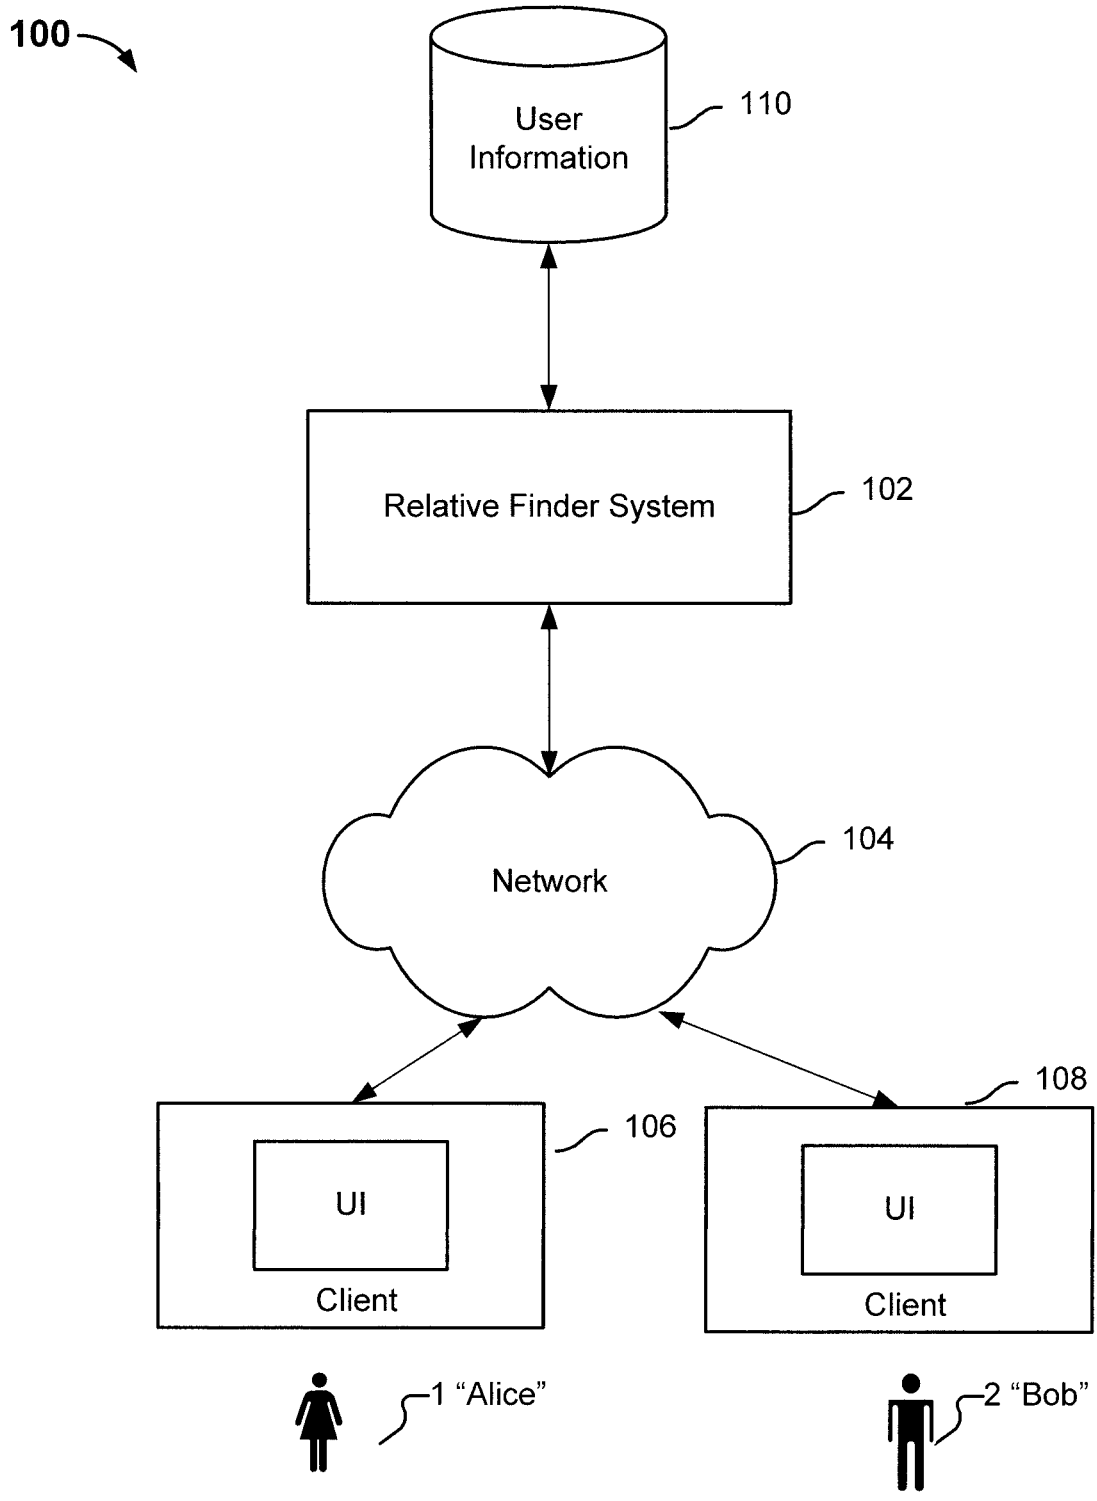 100
110
User
Information
102
Relative Finder System
104
Network
108
106
UI
UI
Client
Client
1 “Alice”
2 “Bob”